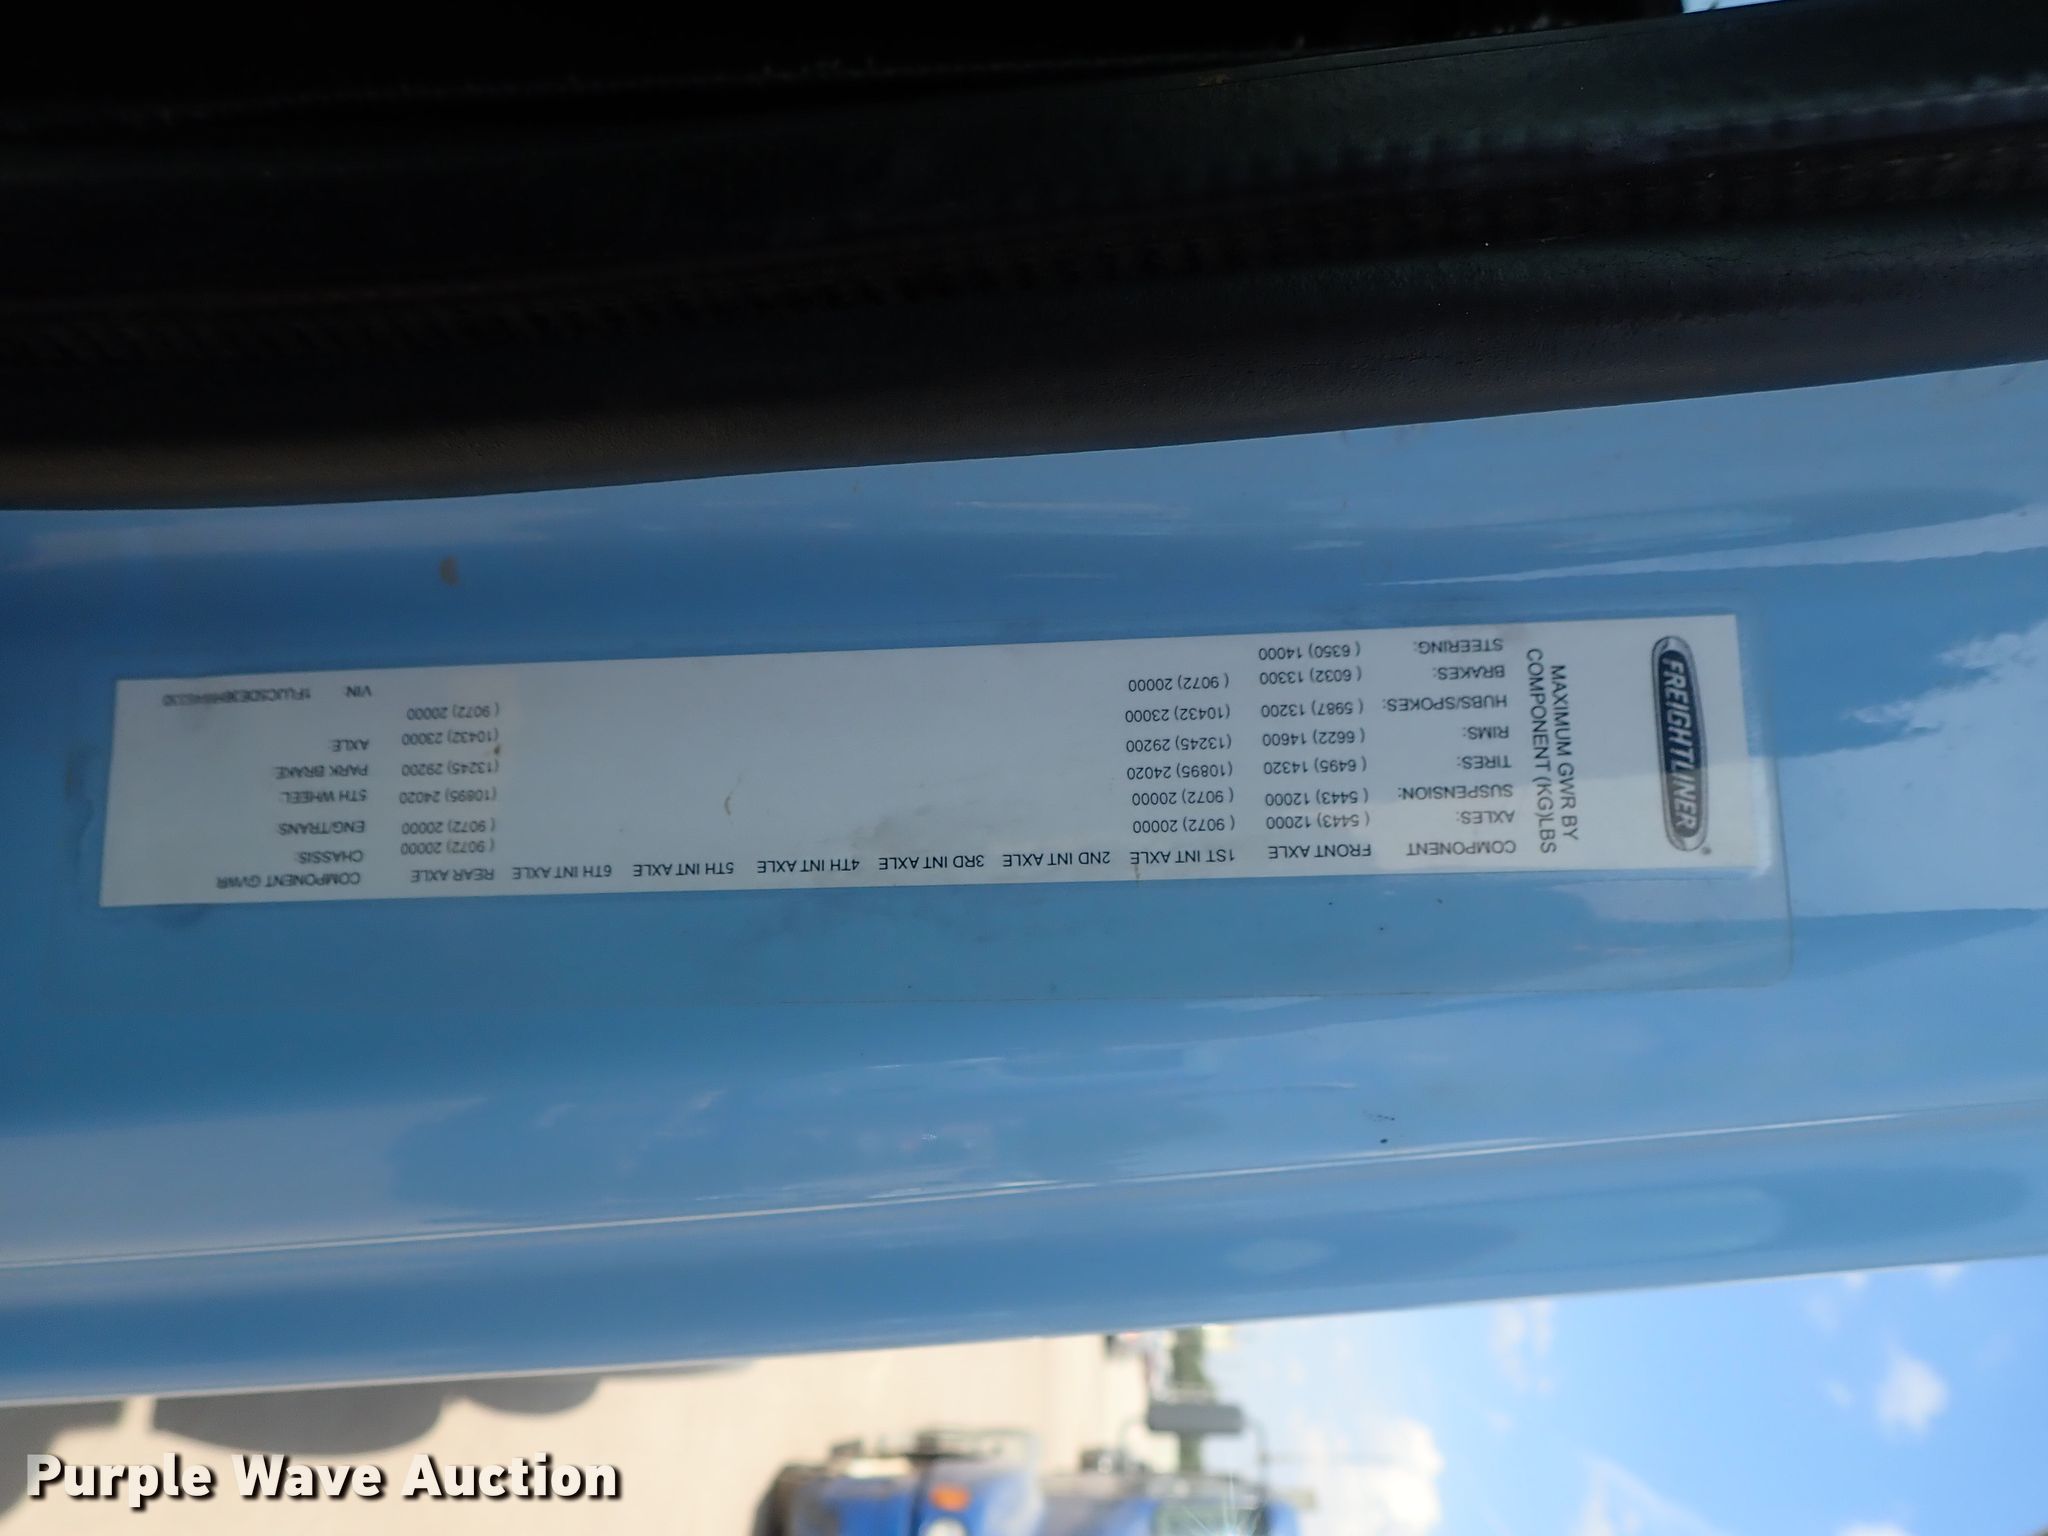 FREIGHTLINER
MAXIMUM GWR BY
COMPONENT (KG)LBS
COMPONENT FRONT AXLE 1ST INT AXLE 2ND INT AXLE 3RD INT AXLE 4TH INT AXLE 5TH INT AXLE 6TH INT AXLE REAR AXLE COMPONENT GVWR
AXLES: ( 5443) 12000 ( 9072) 20000 ( 9072) 20000 CHASSIS:
SUSPENSION: ( 5443) 12000 ( 9072) 20000 ( 9072) 20000 ENG/TRANS:
TIRES: ( 6495) 14320 (10895) 24020 (10895) 24020 5TH WHEEL:
RIMS: ( 6622) 14600 (13245) 29200 (13245) 29200 PARK BRAKE:
HUBS/SPOKES: ( 5987) 13200 (10432) 23000 (10432) 23000 AXLE:
BRAKES: ( 6032) 13300 ( 9072) 20000 ( 9072) 20000
STEERING: ( 6350) 14000 VIN:
Purple Wave Auction